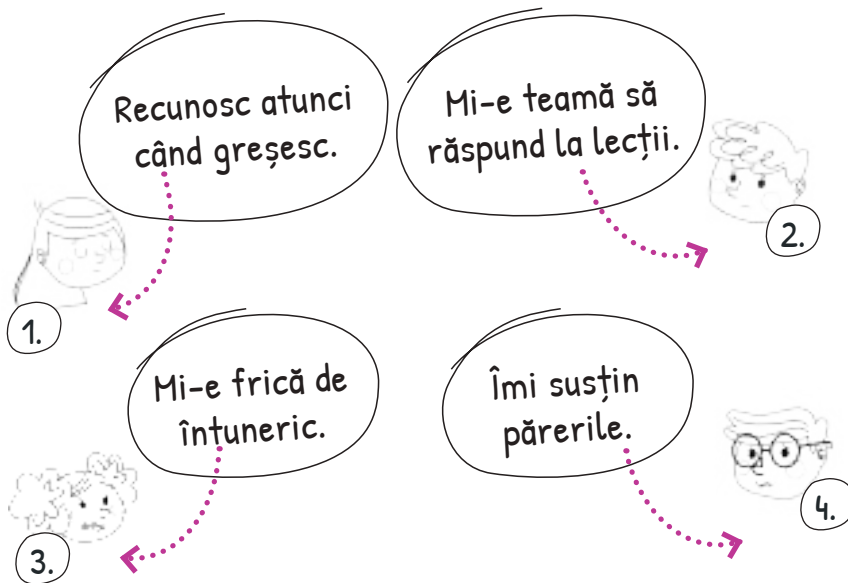 Recunosc atunci
când greșesc.
Mi-e teamă să
răspund la lecții.
1.
2.
Mi-e frică de
întuneric.
Îmi susțin
părerile.
3.
4.